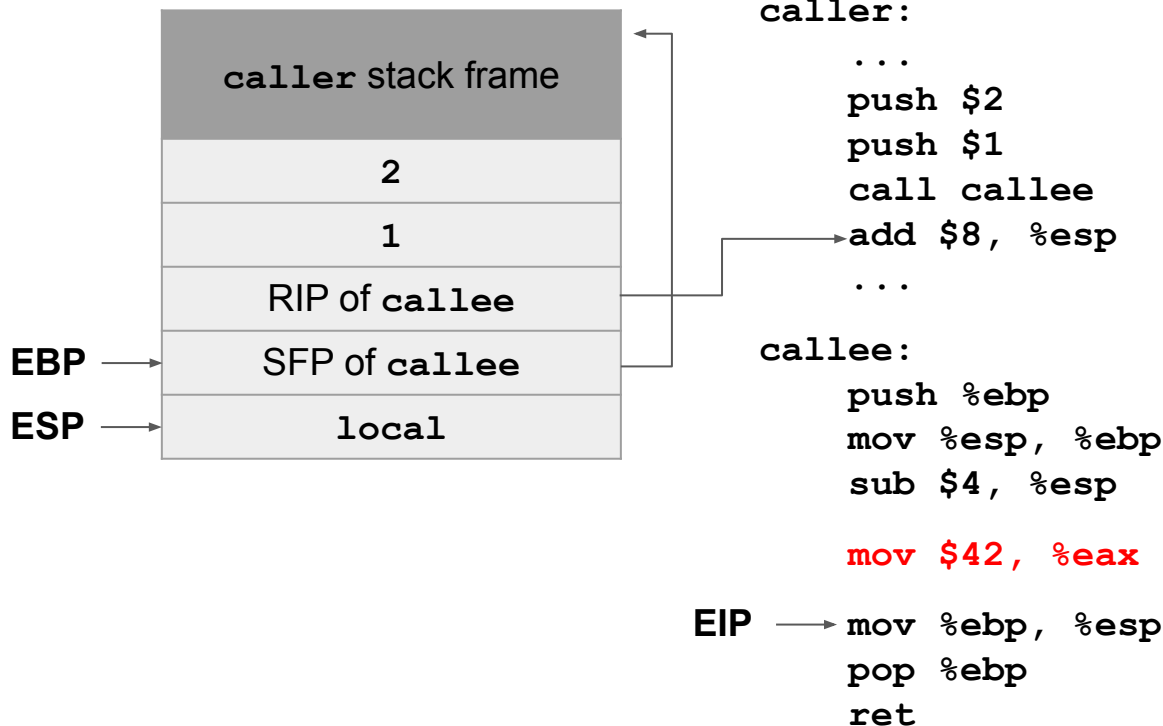 caller stack frame
2
1
RIP of callee
EBP
SFP of callee
ESP
local
caller:
...
push $2
push $1
call callee
add $8, %esp
...
callee:
push %ebp
mov %esp, %ebp
sub $4, %esp
mov $42, %eax
EIP
mov %ebp, %esp
pop %ebp
ret